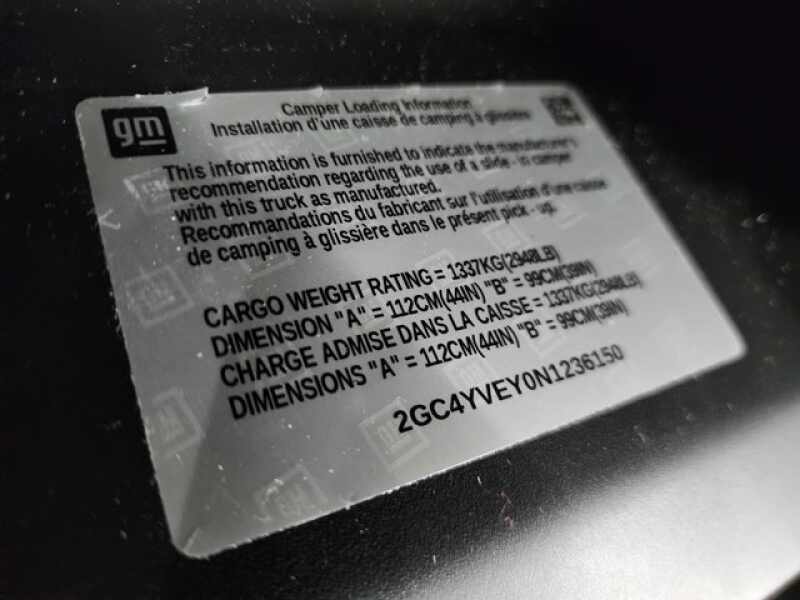 gm
Camper Loading Information
Installation d'une caisse de camping à glissière
This information is furnished to indicate the manufacturer's
recommendation regarding the use of a slide - in camper
with this truck as manufactured.
Recommandations du fabricant sur l'utilisation d'une caisse
de camping à glissière dans le présent pick - up.
CARGO WEIGHT RATING = 1337KG(2948LB)
DIMENSION "A" = 112CM(44IN) "B" = 99CM(39IN)
CHARGE ADMISE DANS LA CAISSE = 1337KG(2948LB)
DIMENSIONS "A" = 112CM(44IN) "B" = 99CM(39IN)
2GC4YVEY0N1236150